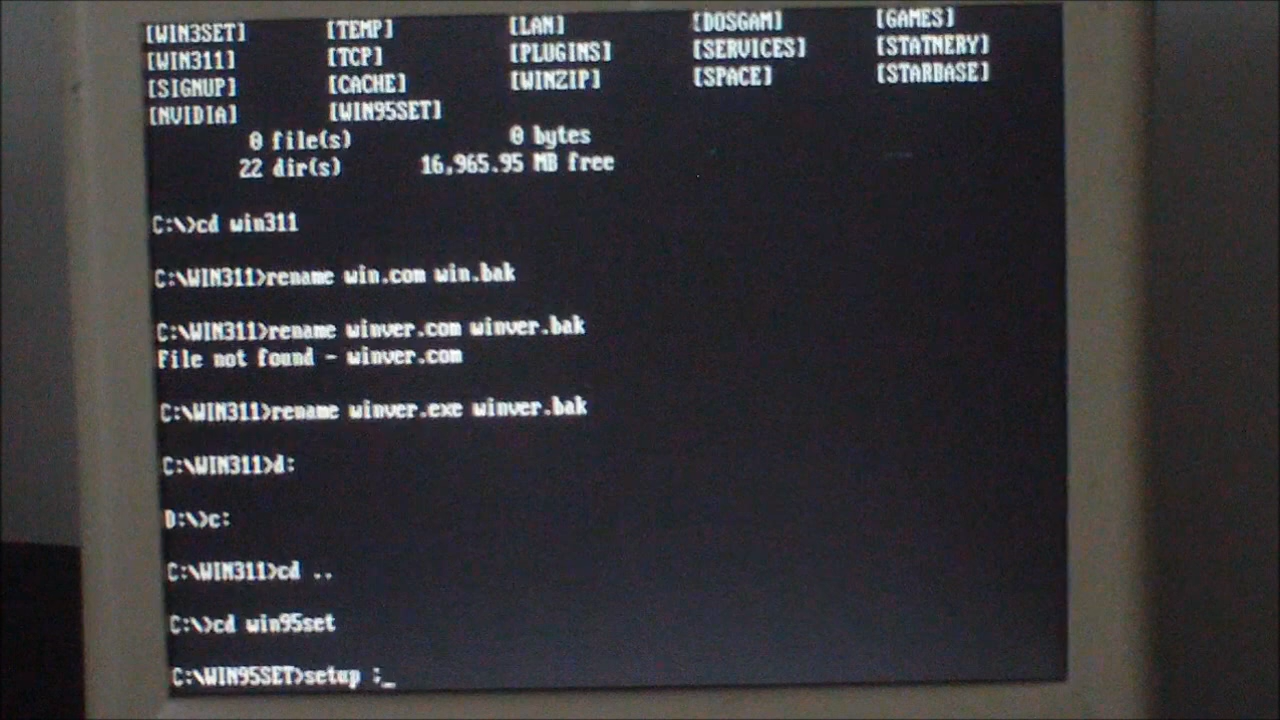 [WIN3SET] [TEMP] [LAN] [DOSGAM] [GAMES]
[WIN311] [TCP] [PLUGINS] [SERVICES] [STATNERY]
[SIGNUP] [CACHE] [WINZIP] [SPACE] [STARBASE]
[NVIDIA] [WIN95SET]
0 file(s) 0 bytes
22 dir(s) 16,965.95 MB free
C:\>cd win311
C:\WIN311>rename win.com win.bak
C:\WIN311>rename winver.com winver.bak
File not found - winver.com
C:\WIN311>rename winver.exe winver.bak
C:\WIN311>d:
D:\>c:
C:\WIN311>cd ..
C:\>cd win95set
C:\WIN95SET>setup :_